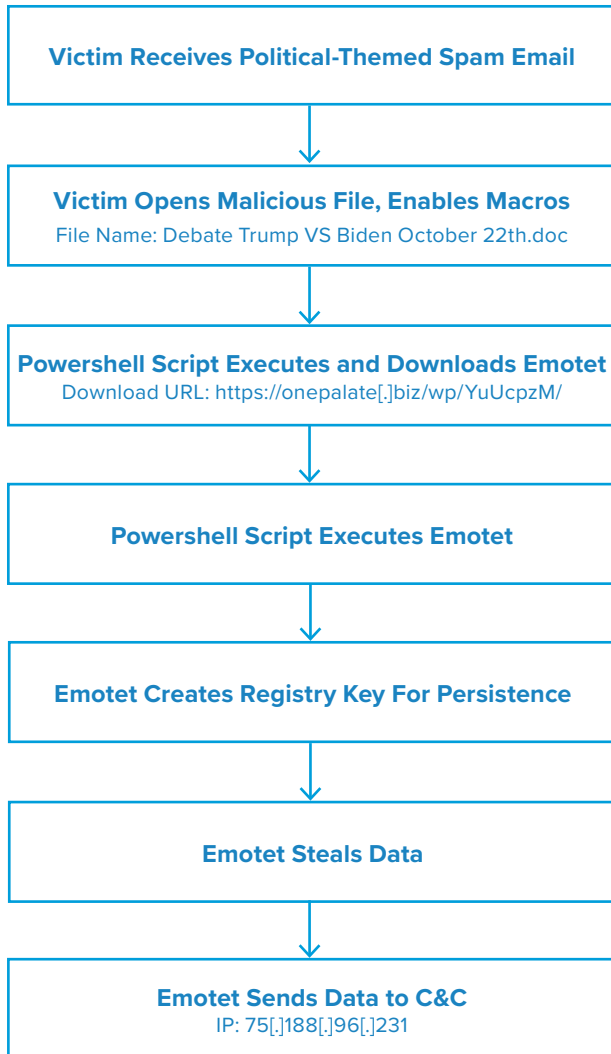 Victim Receives Political-Themed Spam Email
Victim Opens Malicious File, Enables Macros
File Name: Debate Trump VS Biden October 22th.doc
Powershell Script Executes and Downloads Emotet
Download URL: https://onepalate[.]biz/wp/YuUcpzM/
Powershell Script Executes Emotet
Emotet Creates Registry Key For Persistence
Emotet Steals Data
Emotet Sends Data to C&C
IP: 75[.]188[.]96[.]231